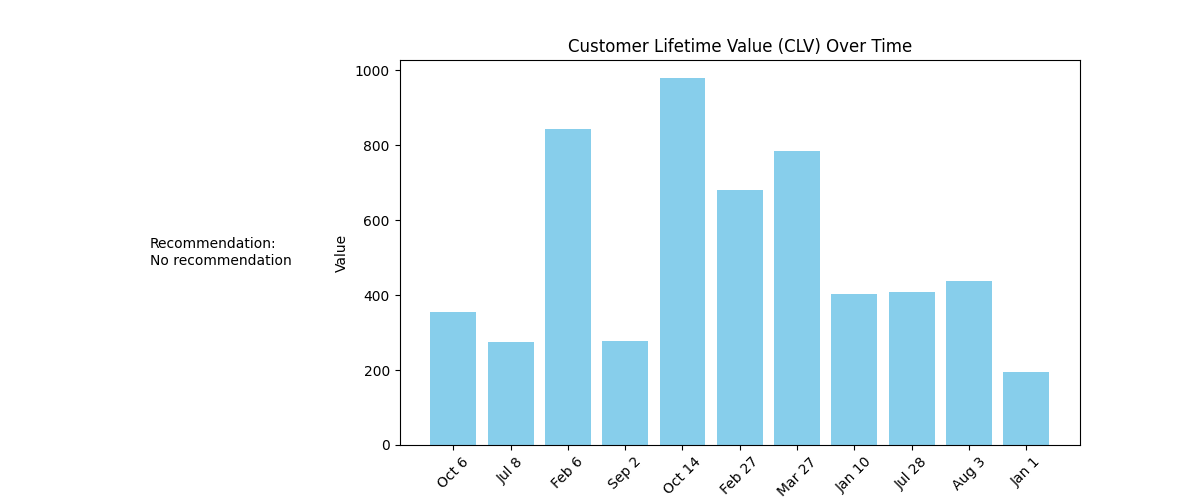 Customer Lifetime Value (CLV) Over Time
1000
800
600
400
200
0
Value
Recommendation:
No recommendation
Oct 6
Jul 8
Feb 6
Sep 2
Oct 14
Feb 27
Mar 27
Jan 10
Jul 28
Aug 3
Jan 1